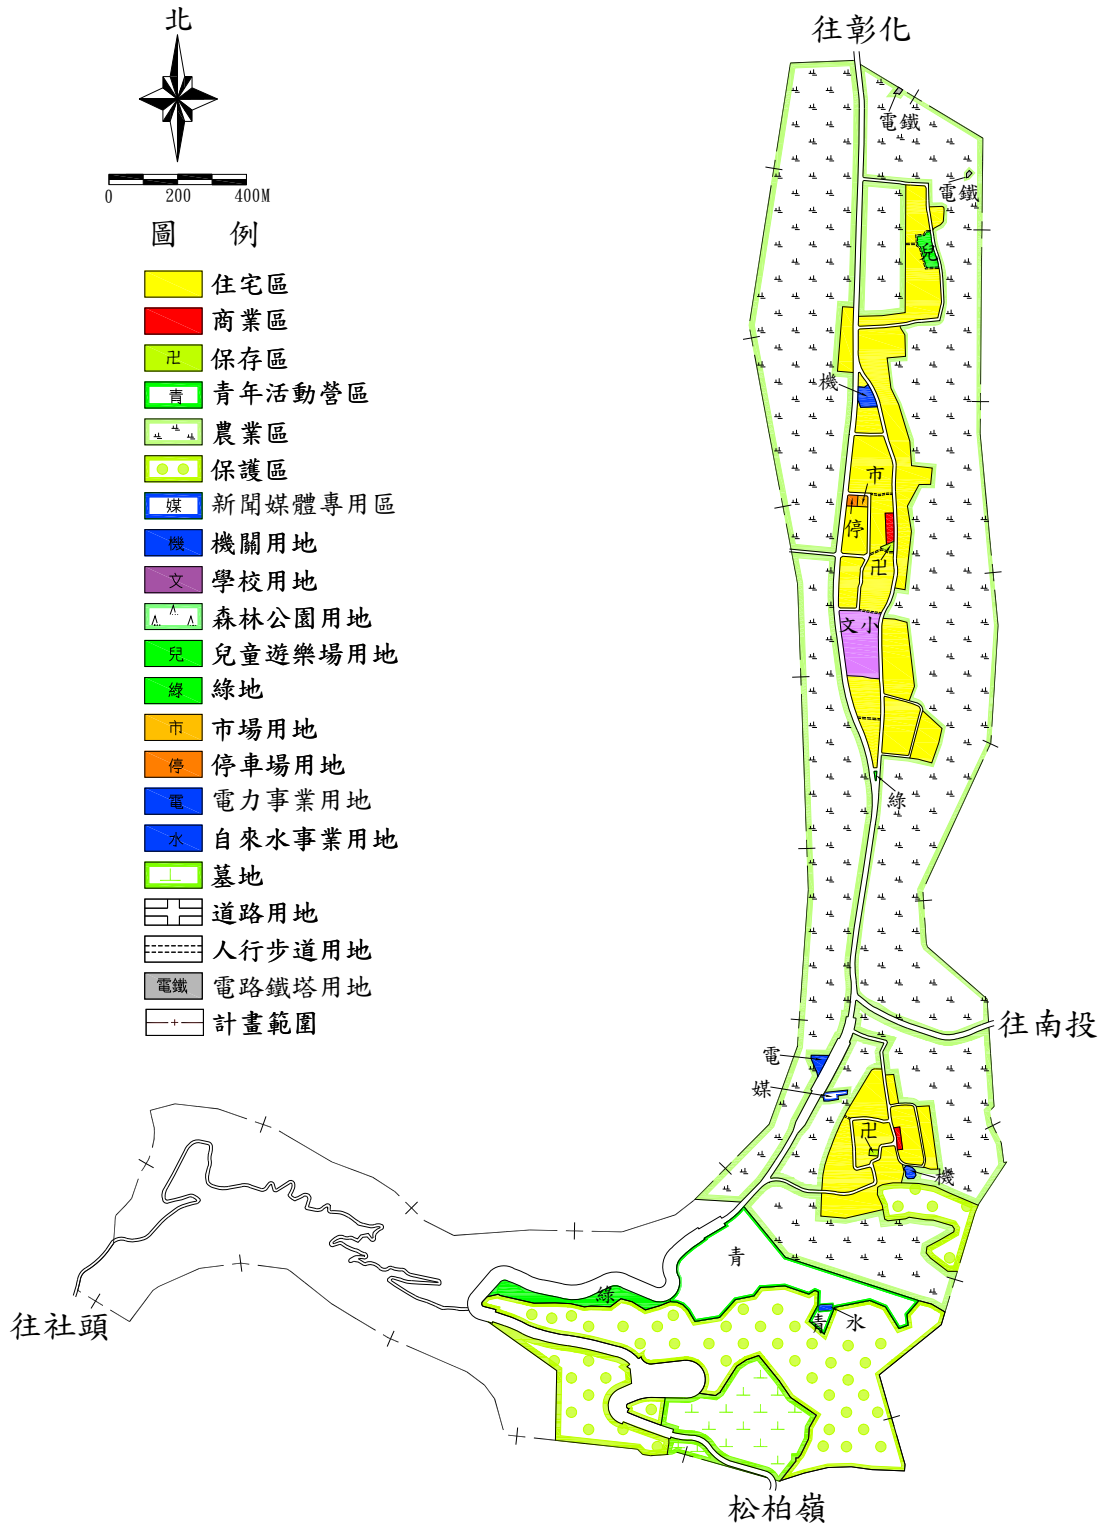 北
0 200 400M
圖 例
住宅區
商業區
卍 保存區
青 青年活動營區
農業區
保護區
媒 新聞媒體專用區
機 機關用地
文 學校用地
森林公園用地
兒 兒童遊樂場用地
綠 綠地
市 市場用地
停 停車場用地
電 電力事業用地
水 自來水事業用地
墓地
道路用地
人行步道用地
電鐵 電路鐵塔用地
計畫範圍
往彰化
電鐵
電鐵
兒
機
市
停
卍
文小
綠
往南投
電
媒
卍
機
青
綠
青 水
往社頭
松柏嶺